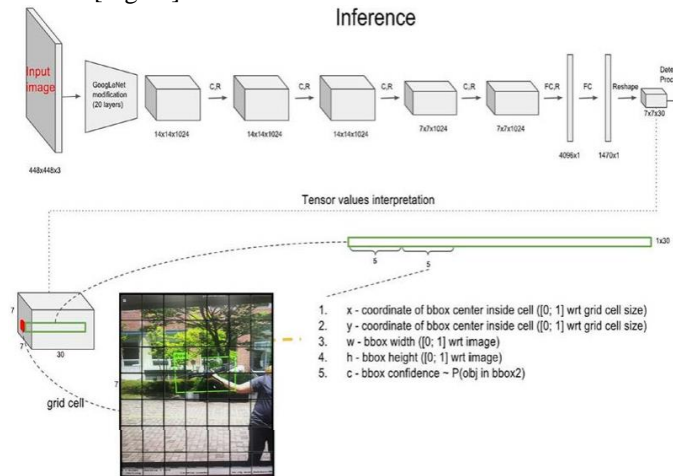 Inference
Input
image
GoogLeNet
modification
(20 layers)
C,R
C,R
C,R
C,R
FC,R
FC
Reshape
Dete
Proc
448x448x3
14x14x1024
14x14x1024
14x14x1024
7x7x1024
7x7x1024
4096x1
1470x1
7x7x30
Tensor values interpretation
1x30
5
5
7
7
30
7
grid cell
1. x - coordinate of bbox center inside cell ([0; 1] wrt grid cell size)
2. y - coordinate of bbox center inside cell ([0; 1] wrt grid cell size)
3. w - bbox width ([0; 1] wrt image)
4. h - bbox height ([0; 1] wrt image)
5. c - bbox confidence ~ P(obj in bbox2)